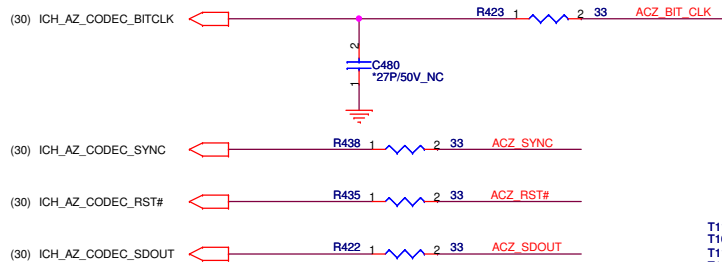 (30) ICH_AZ_CODEC_BITCLK R423 1 2 33 ACZ_BIT_CLK
2
C480
*27P/50V_NC
1
(30) ICH_AZ_CODEC_SYNC R438 1 2 33 ACZ_SYNC
(30) ICH_AZ_CODEC_RST# R435 1 2 33 ACZ_RST#
(30) ICH_AZ_CODEC_SDOUT R422 1 2 33 ACZ_SDOUT